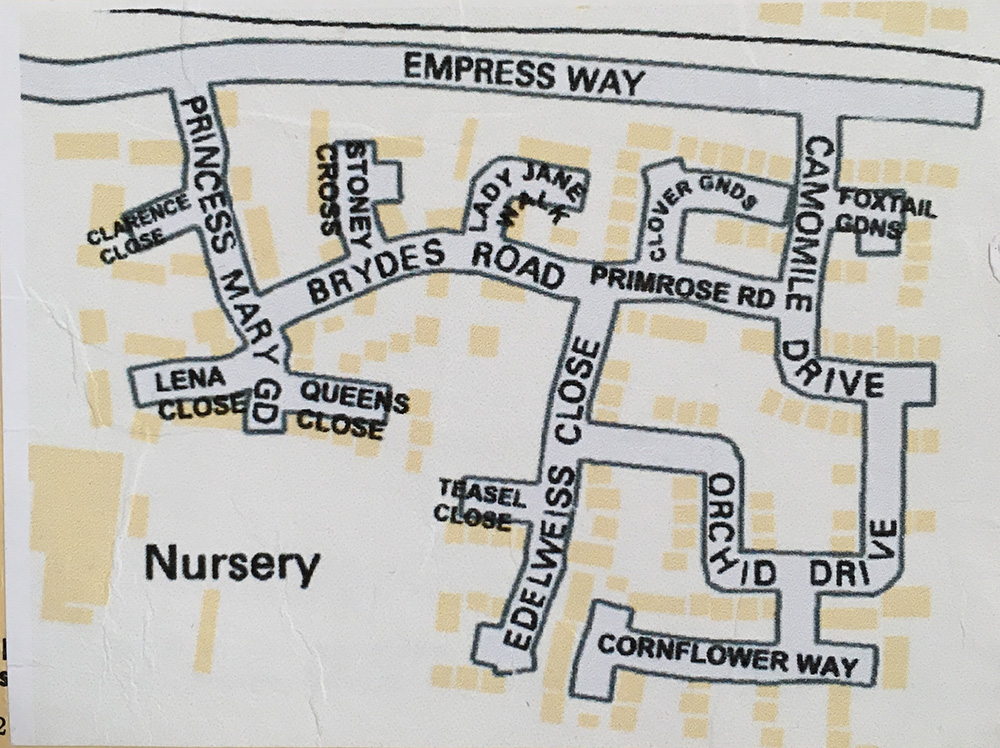 EMPRESS WAY
PRINCESS MARY GD
CLARENCE
CLOSE
STONEY
CROSS
LADY JANE
WALK
CLOVER GNDS
CAMOMILE DRIVE
FOXTAIL
GDNS
BRYDES ROAD
PRIMROSE RD
LENA
CLOSE
QUEENS
CLOSE
EDELWEISS CLOSE
TEASEL
CLOSE
ORCHID DRIVE
Nursery
CORNFLOWER WAY
2